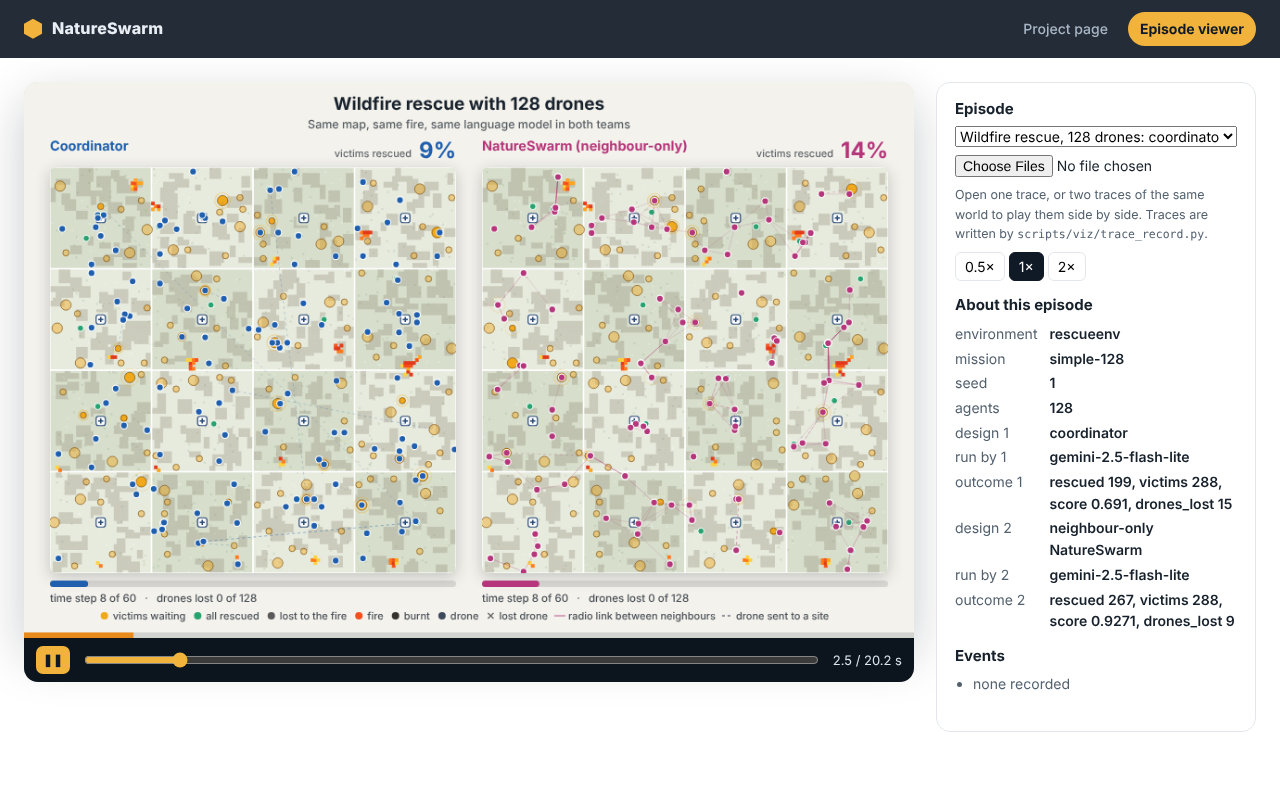 NatureSwarm
Project page
Episode viewer
Wildfire rescue with 128 drones
Same map, same fire, same language model in both teams
Coordinator
victims rescued 9%
NatureSwarm (neighbour-only)
victims rescued 14%
time step 8 of 60 · drones lost 0 of 128
time step 8 of 60 · drones lost 0 of 128
victims waiting all rescued lost to the fire fire burnt drone × lost drone radio link between neighbours drone sent to a site
2.5 / 20.2 s
Episode
Wildfire rescue, 128 drones: coordinato
Choose Files No file chosen
Open one trace, or two traces of the same
world to play them side by side. Traces are
written by scripts/viz/trace_record.py.
0.5× 1× 2×
About this episode
environment rescueenv
mission simple-128
seed 1
agents 128
design 1 coordinator
run by 1 gemini-2.5-flash-lite
outcome 1 rescued 199, victims 288,
score 0.691, drones_lost 15
design 2 neighbour-only
NatureSwarm
run by 2 gemini-2.5-flash-lite
outcome 2 rescued 267, victims 288,
score 0.9271, drones_lost 9
Events
• none recorded